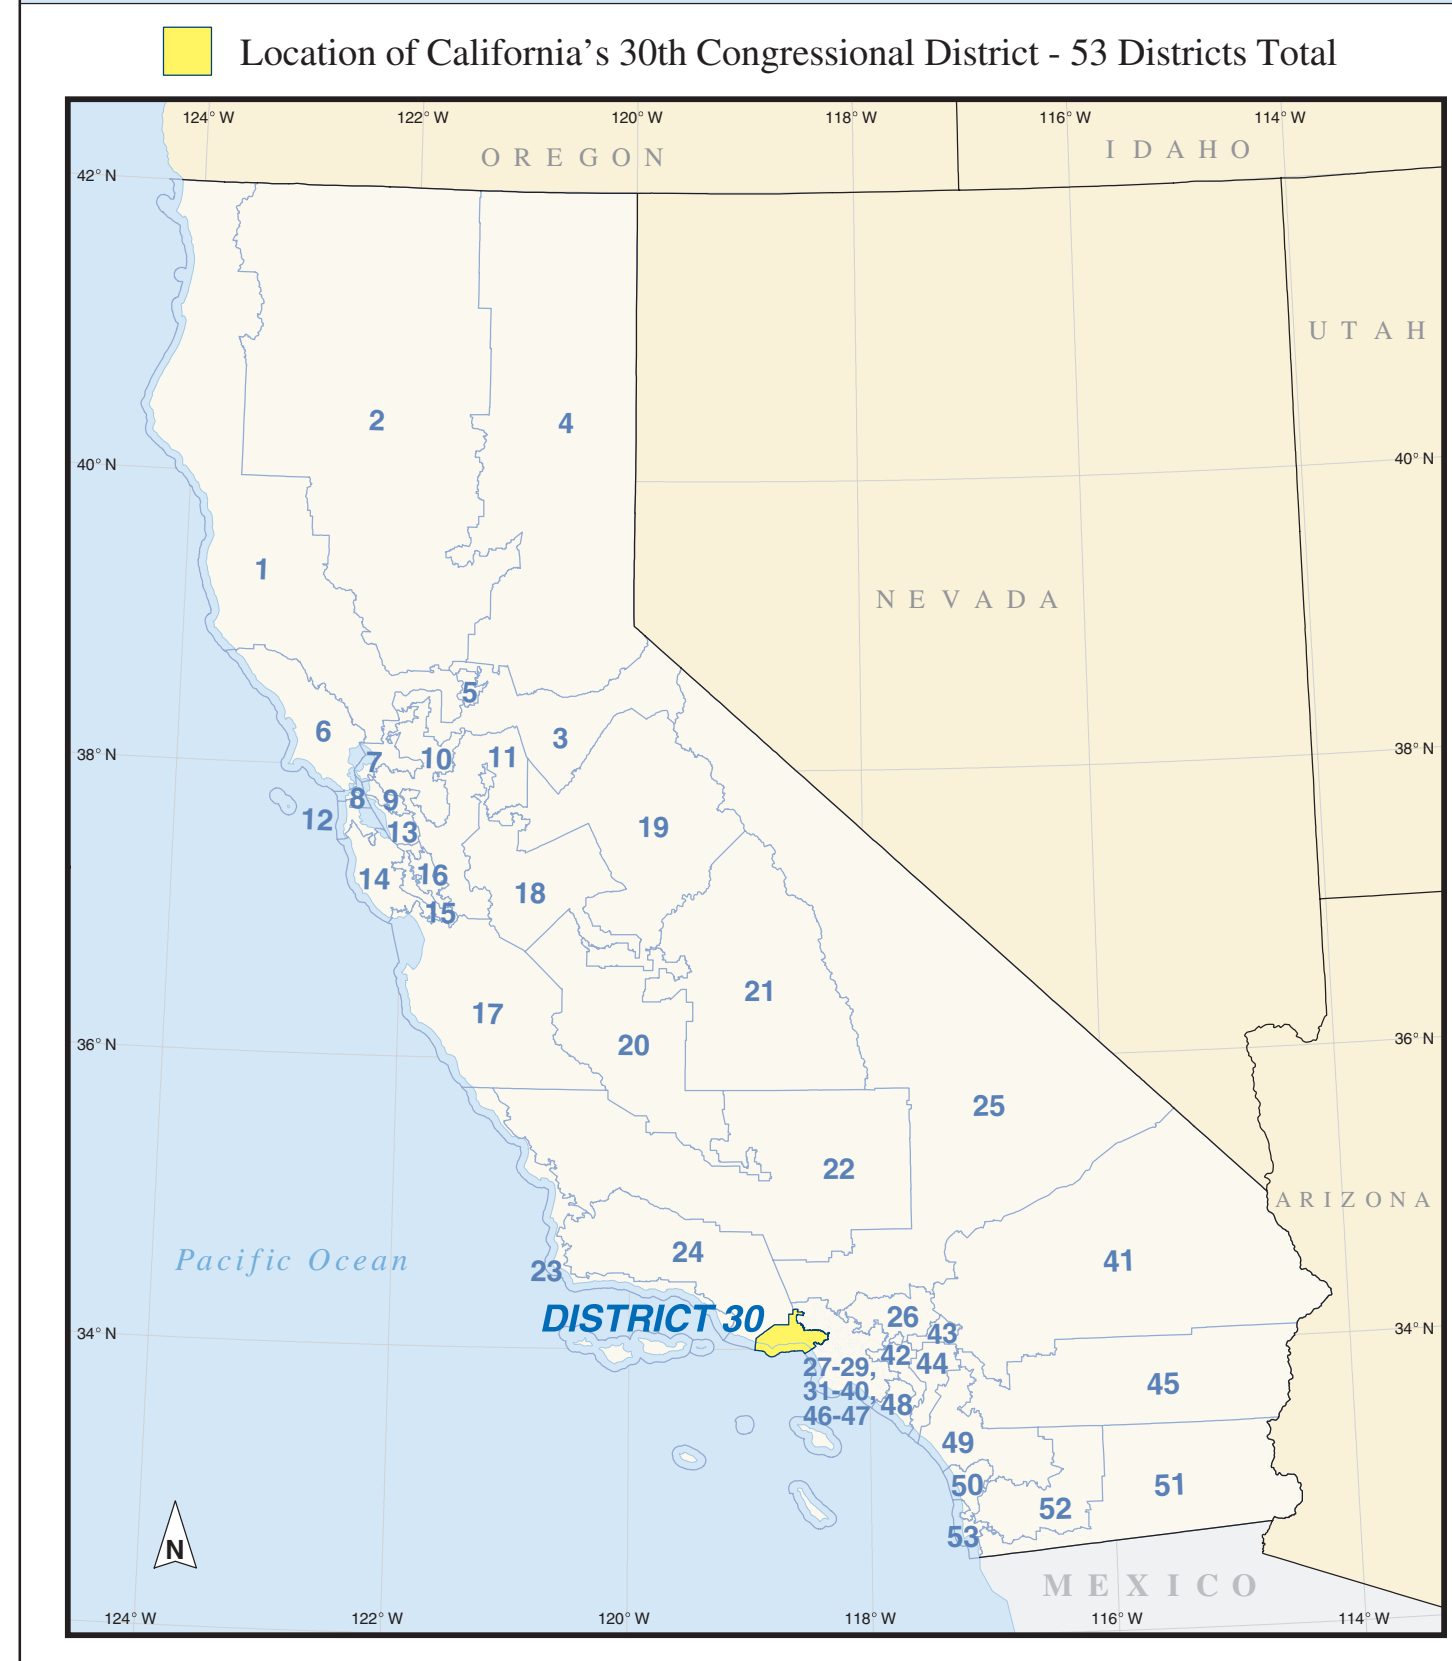 Location of California’s 30th Congressional District - 53 Districts Total
124° W 122° W 120° W 118° W 116° W 114° W
OREGON
IDAHO
42° N
UTAH
2
4
40° N
40° N
1
NEVADA
5
6
3
38° N
7
10
11
38° N
8
9
12
13
19
14
16
18
15
21
17
20
36° N
36° N
25
22
ARIZONA
24
Pacific Ocean
23
41
DISTRICT 30
26
34° N
43
34° N
42
44
27-29,
31-40,
46-47
45
48
49
50
51
52
53
N
MEXICO
124° W 122° W 120° W 118° W 116° W 114° W